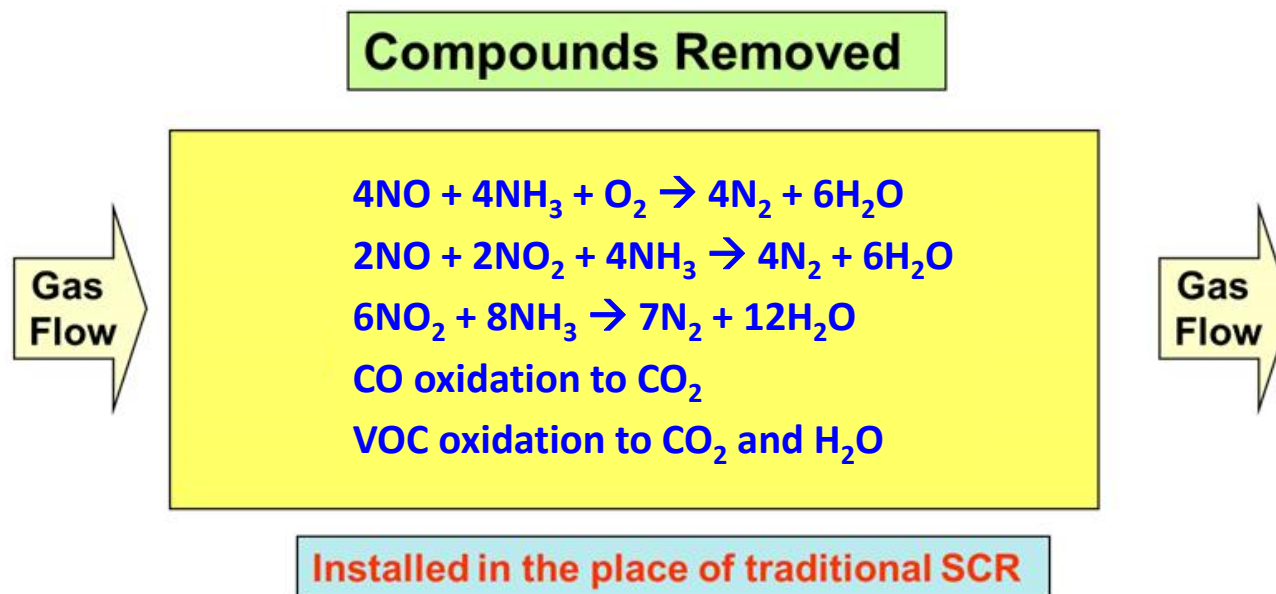 Compounds Removed
4NO + 4NH₃ + O₂ → 4N₂ + 6H₂O
2NO + 2NO₂ + 4NH₃ → 4N₂ + 6H₂O
6NO₂ + 8NH₃ → 7N₂ + 12H₂O
CO oxidation to CO₂
VOC oxidation to CO₂ and H₂O
Gas
Flow
Gas
Flow
Installed in the place of traditional SCR